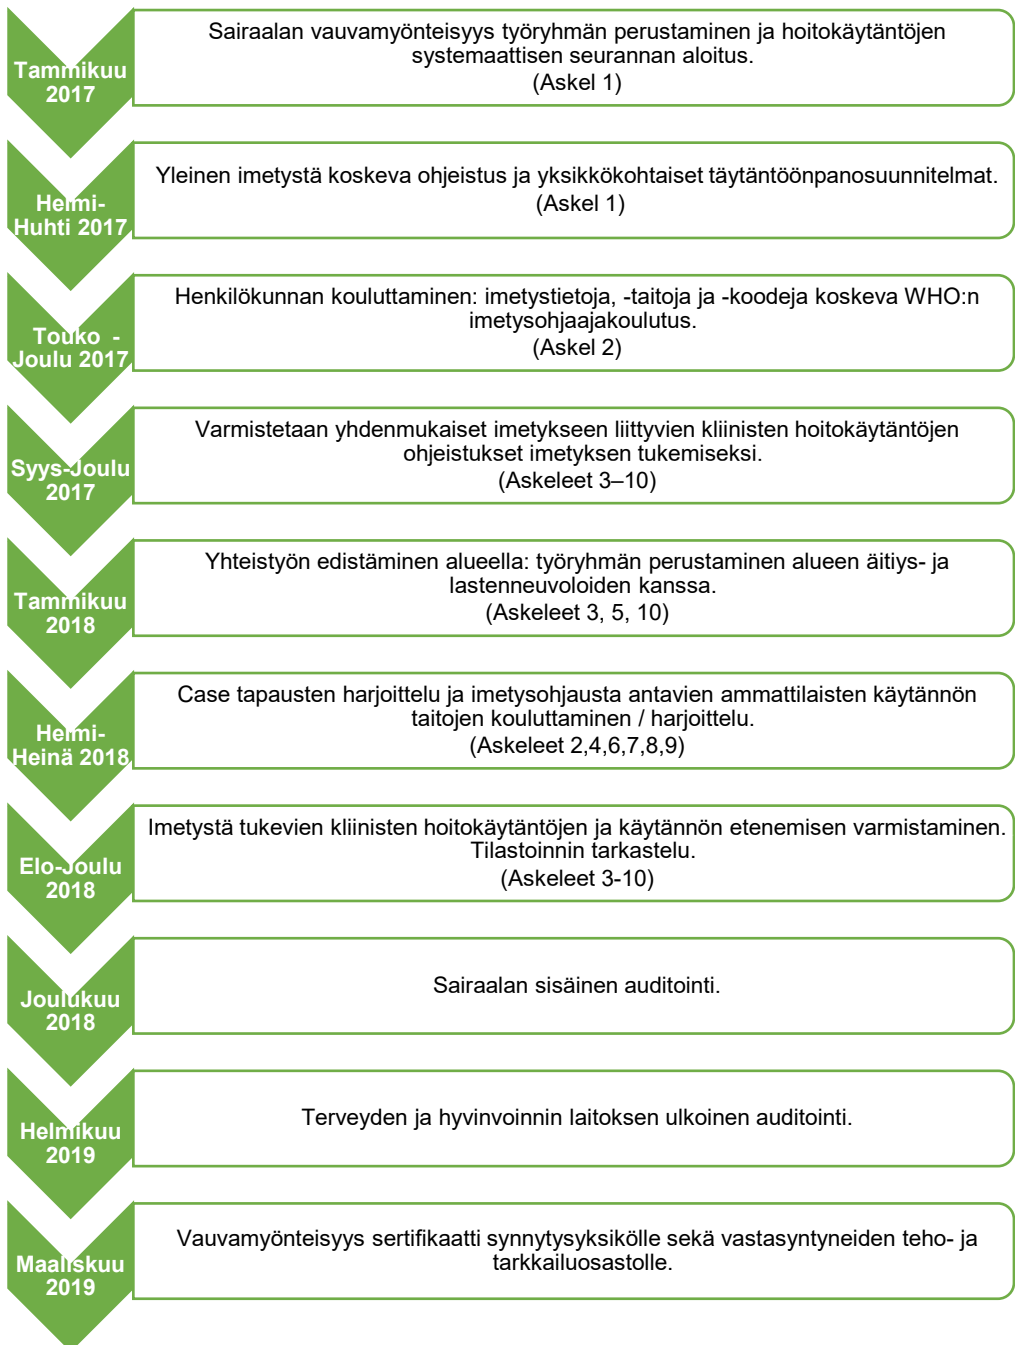 Tammikuu
2017
Sairaalan vauvamyönteisyys työryhmän perustaminen ja hoitokäytäntöjen
systemaattisen seurannan aloitus.
(Askel 1)
Helmi-
Huhti 2017
Yleinen imetystä koskeva ohjeistus ja yksikkökohtaiset täytäntöönpanosuunnitelmat.
(Askel 1)
Touko -
Joulu 2017
Henkilökunnan kouluttaminen: imetystietoja, -taitoja ja -koodeja koskeva WHO:n
imetysohjaajakoulutus.
(Askel 2)
Syys-Joulu
2017
Varmistetaan yhdenmukaiset imetykseen liittyvien kliinisten hoitokäytäntöjen
ohjeistukset imetyksen tukemiseksi.
(Askeleet 3–10)
Tammikuu
2018
Yhteistyön edistäminen alueella: työryhmän perustaminen alueen äitiys- ja
lastenneuvoloiden kanssa.
(Askeleet 3, 5, 10)
Helmi-
Heinä 2018
Case tapausten harjoittelu ja imetysohjausta antavien ammattilaisten käytännön
taitojen kouluttaminen / harjoittelu.
(Askeleet 2,4,6,7,8,9)
Elo-Joulu
2018
Imetystä tukevien kliinisten hoitokäytäntöjen ja käytännön etenemisen varmistaminen.
Tilastoinnin tarkastelu.
(Askeleet 3-10)
Joulukuu
2018
Sairaalan sisäinen auditointi.
Helmikuu
2019
Terveyden ja hyvinvoinnin laitoksen ulkoinen auditointi.
Maaliskuu
2019
Vauvamyönteisyys sertifikaatti synnytysyksikölle sekä vastasyntyneiden teho- ja
tarkkailuosastolle.